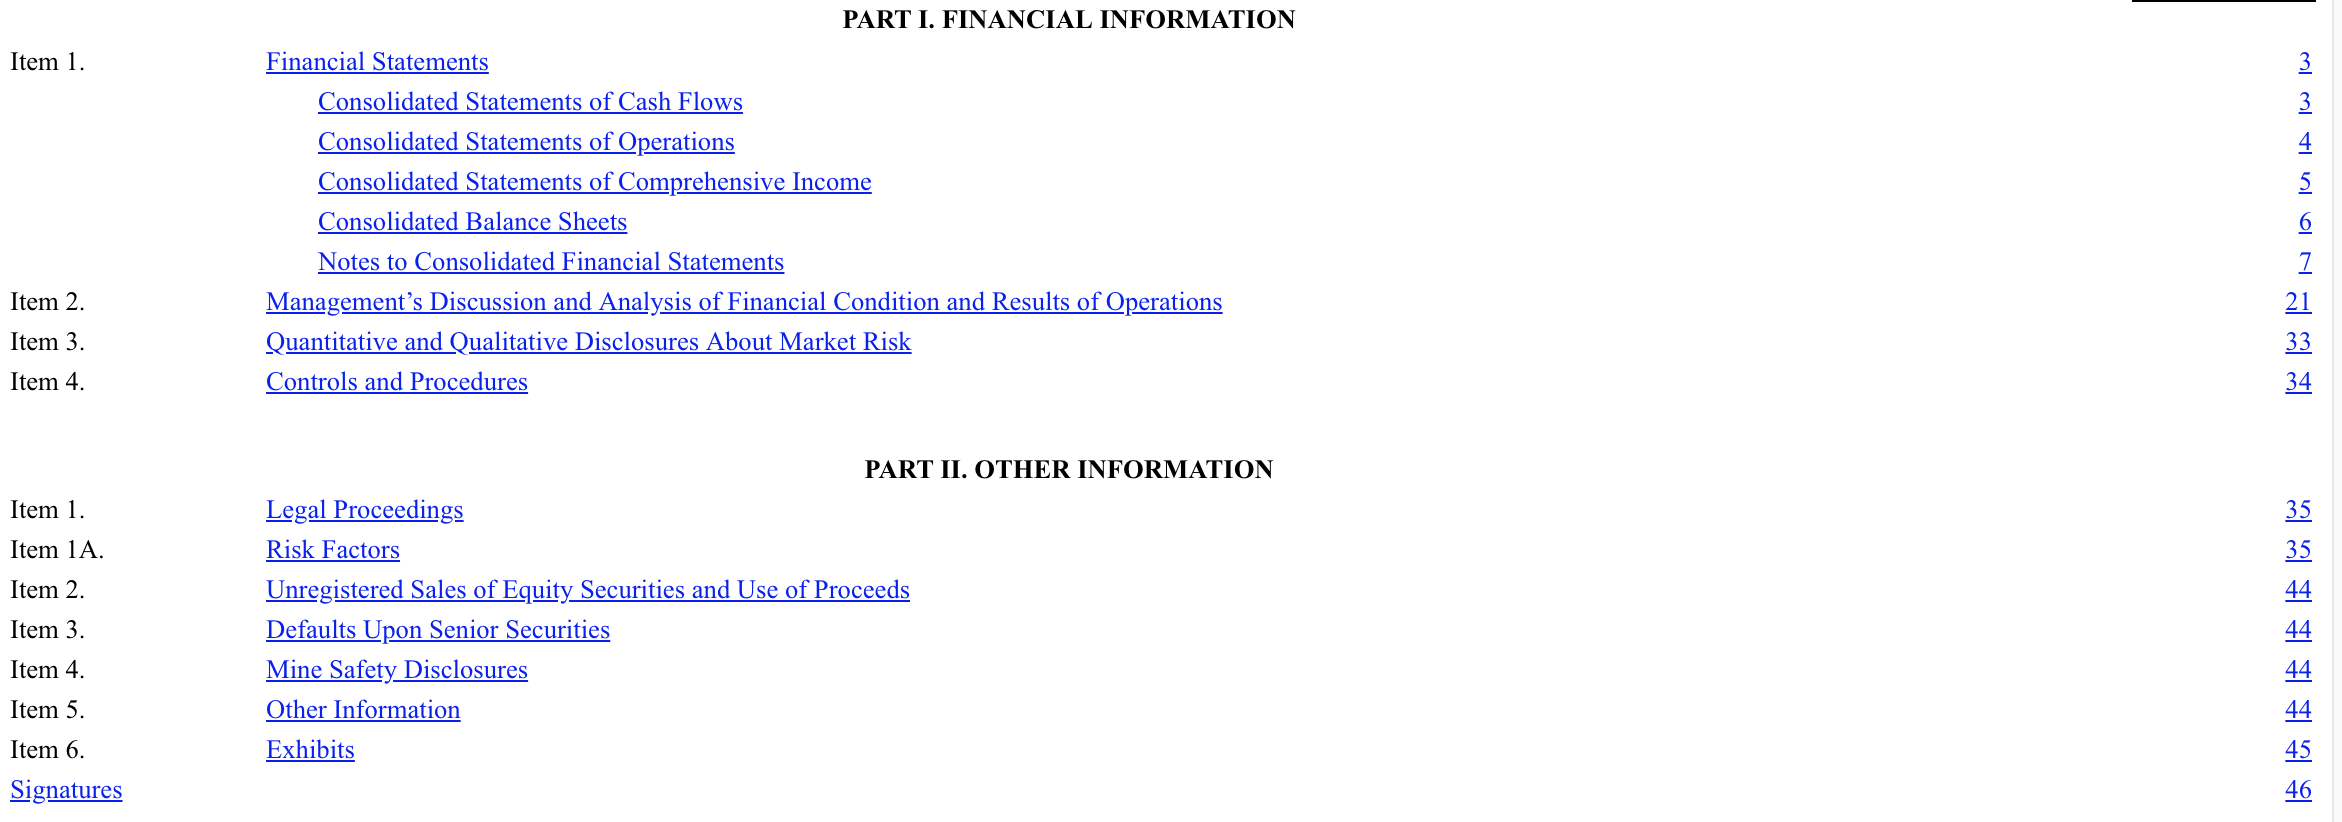 PART I. FINANCIAL INFORMATION
Item 1. Financial Statements 3
Consolidated Statements of Cash Flows 3
Consolidated Statements of Operations 4
Consolidated Statements of Comprehensive Income 5
Consolidated Balance Sheets 6
Notes to Consolidated Financial Statements 7
Item 2. Management’s Discussion and Analysis of Financial Condition and Results of Operations 21
Item 3. Quantitative and Qualitative Disclosures About Market Risk 33
Item 4. Controls and Procedures 34
PART II. OTHER INFORMATION
Item 1. Legal Proceedings 35
Item 1A. Risk Factors 35
Item 2. Unregistered Sales of Equity Securities and Use of Proceeds 44
Item 3. Defaults Upon Senior Securities 44
Item 4. Mine Safety Disclosures 44
Item 5. Other Information 44
Item 6. Exhibits 45
Signatures 46